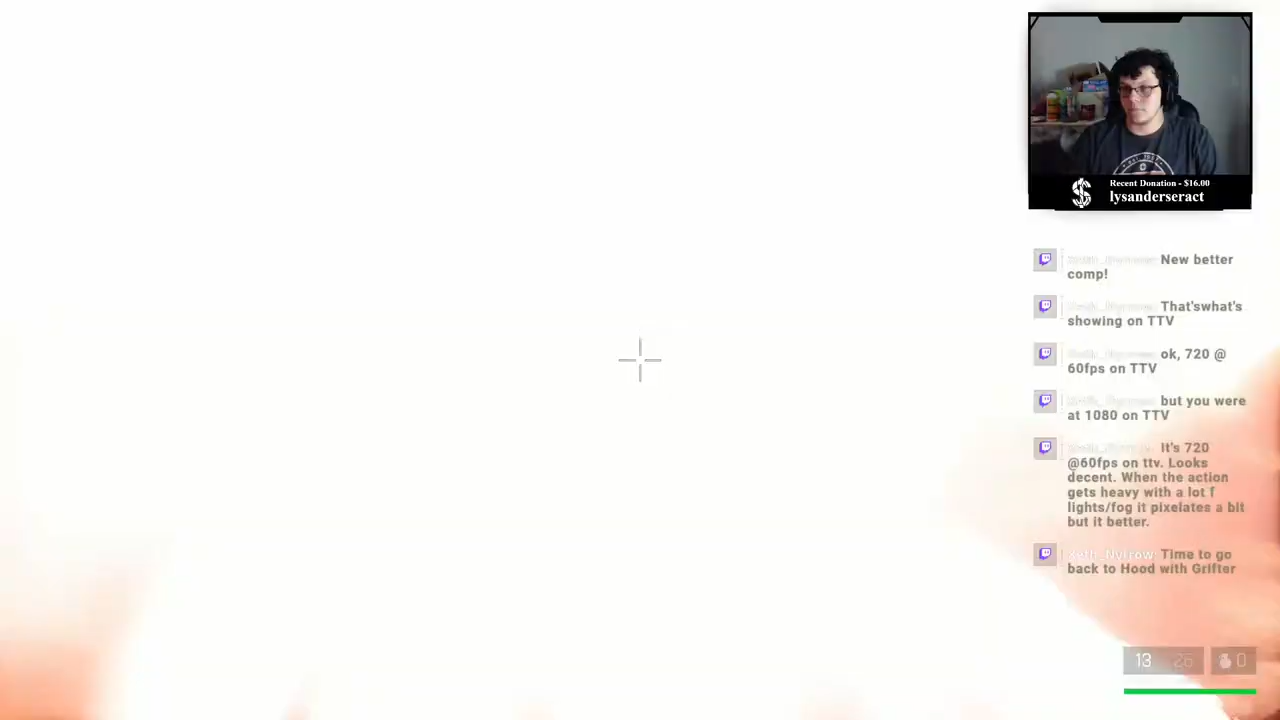 Recent Donation - $16.00
lysanderseract
New better
comp!
That'swhat's
showing on TTV
ok, 720 @
60fps on TTV
but you were
at 1080 on TTV
It's 720
@60fps on ttv. Looks
decent. When the action
gets heavy with a lot f
lights/fog it pixelates a bit
but it better.
Time to go
back to Hood with Grifter
13 26 0